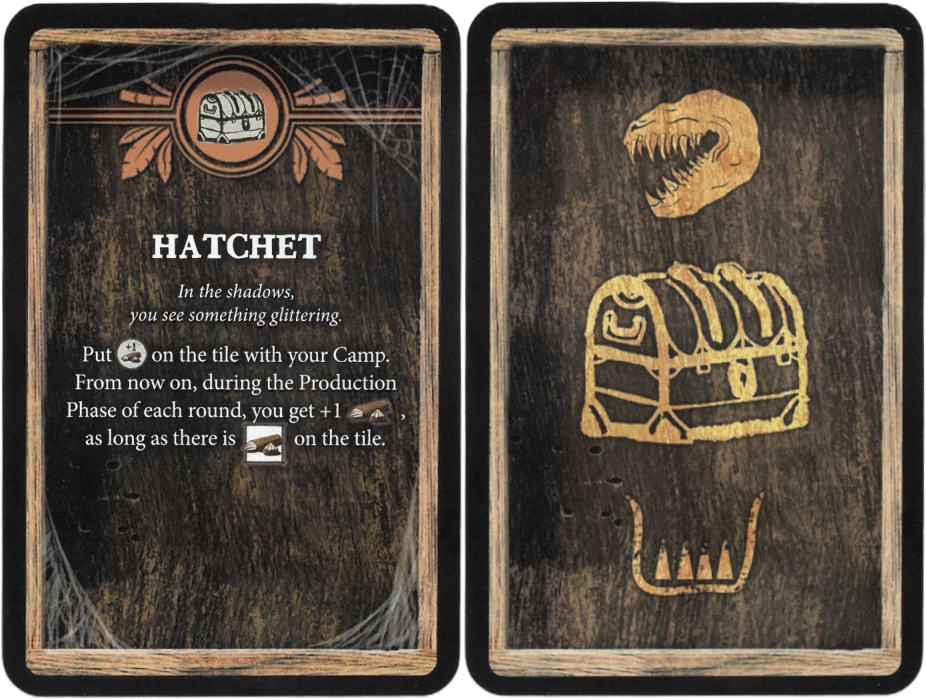 HATCHET
In the shadows,
you see something glittering.
Put +1 on the tile with your Camp.
From now on, during the Production
Phase of each round, you get +1 ,
as long as there is on the tile.